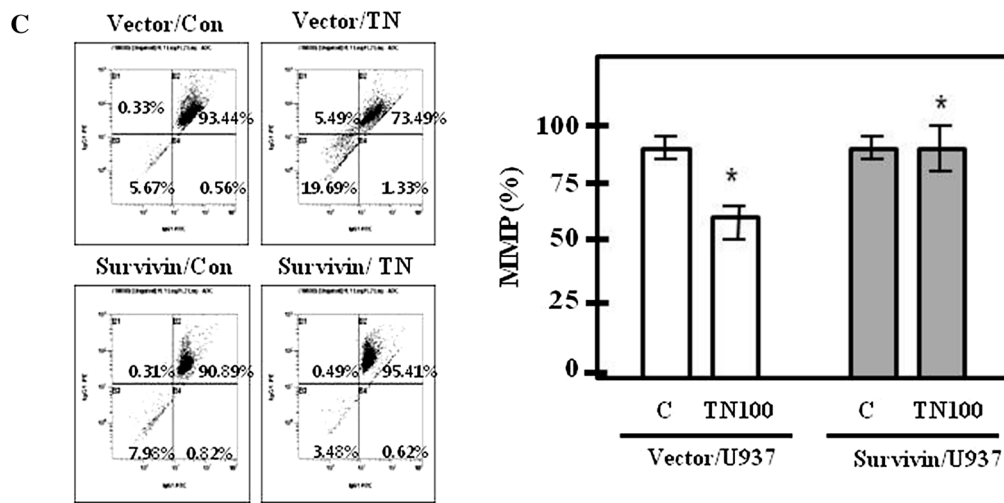 C
Vector/Con
Vector/TN
0.33%
93.44%
5.67%
0.56%
5.49%
73.49%
19.69%
1.33%
Survivin/Con
Survivin/ TN
0.31%
90.89%
7.98%
0.82%
0.49%
95.41%
3.48%
0.62%
MMP (%)
100
75
50
25
0
*
*
C
TN100
C
TN100
Vector/U937
Survivin/U937